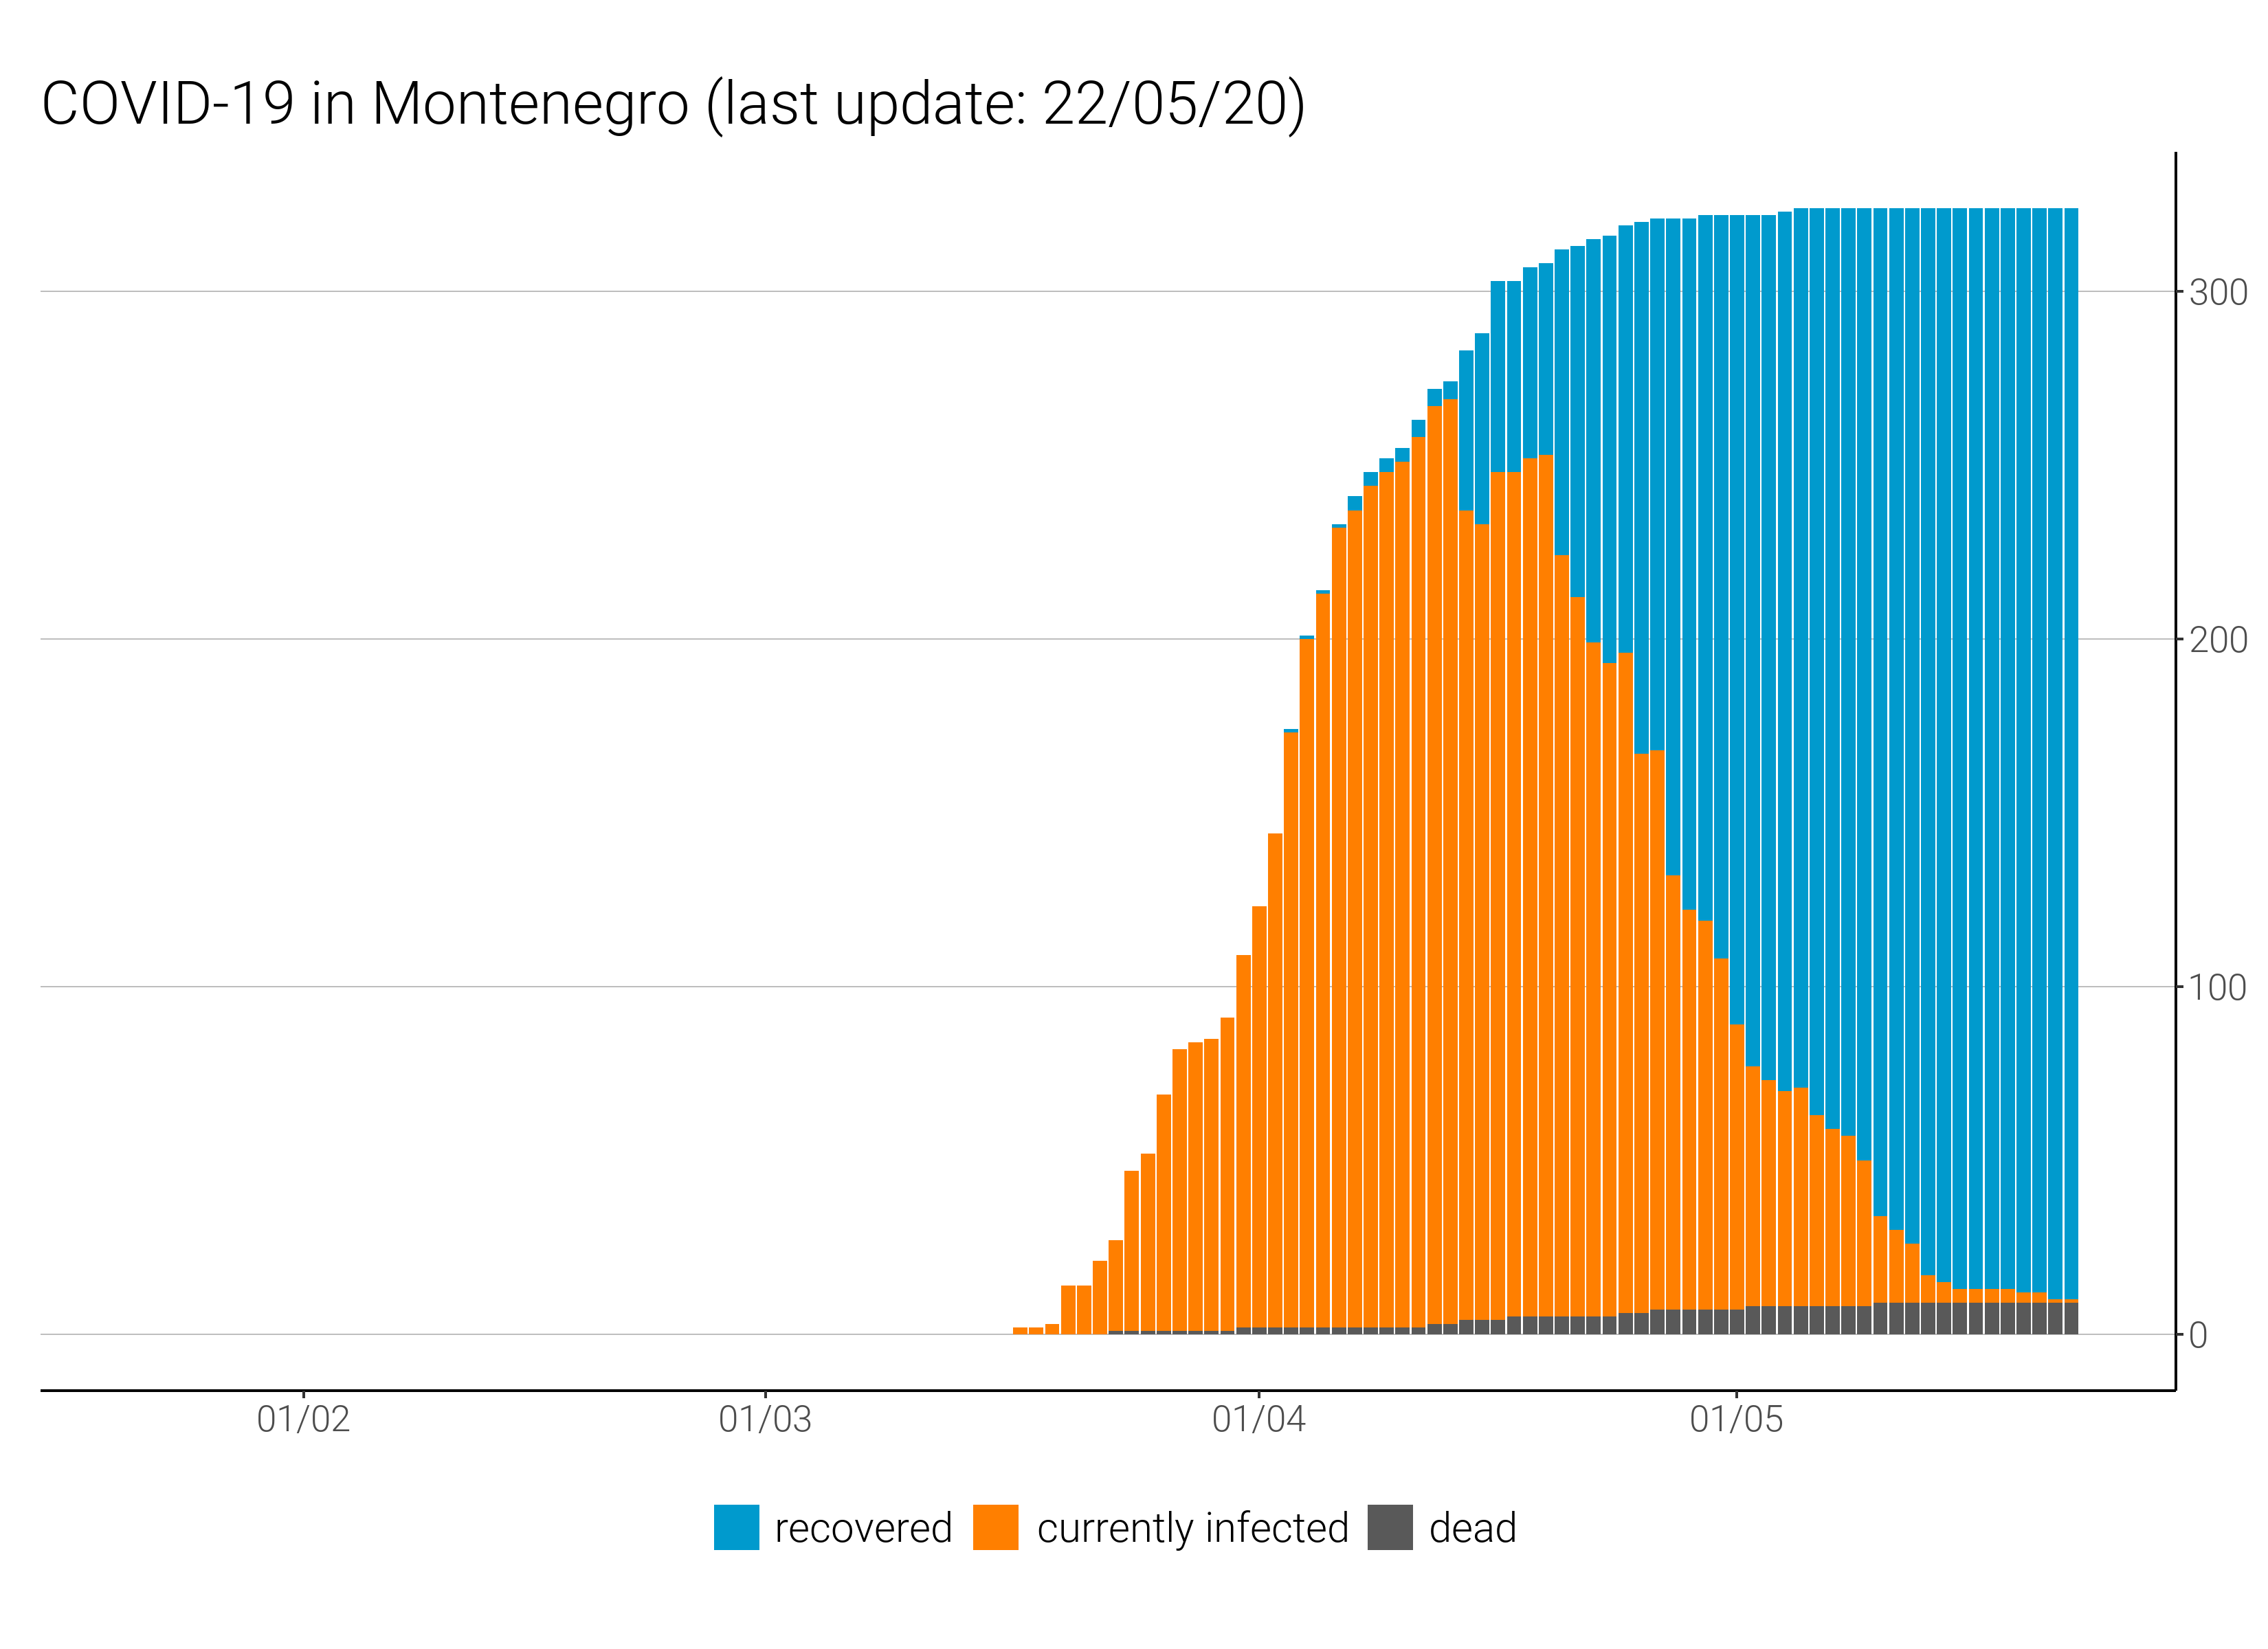 COVID-19 in Montenegro (last update: 22/05/20)
300
200
100
0
01/02 01/03 01/04 01/05
recovered currently infected dead